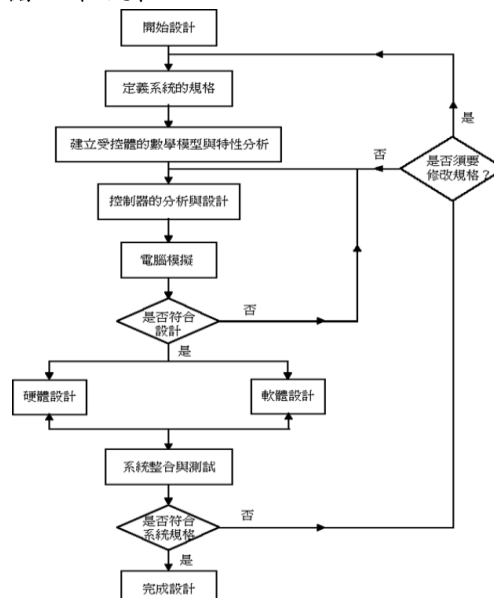 開始設計
定義系統的規格
是
建立受控體的數學模型與特性分析
否
是否須要
修改規格？
控制器的分析與設計
電腦模擬
是否符合
設計
否
是
硬體設計
軟體設計
系統整合與測試
是否符合
系統規格
否
是
完成設計